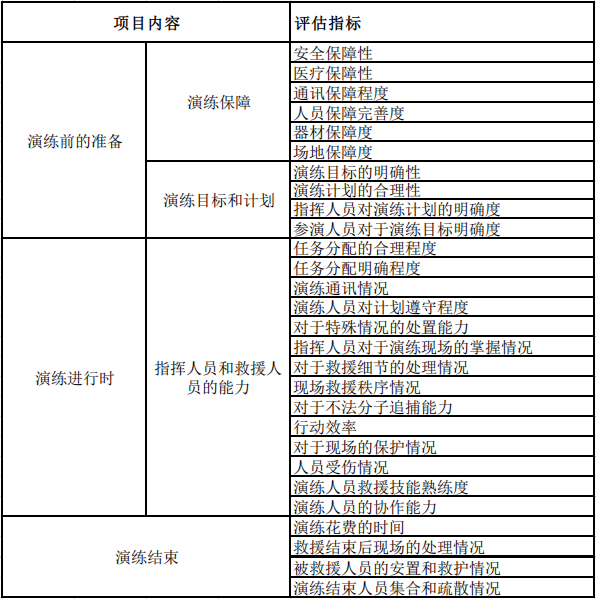 项目内容
评估指标
演练前的准备
演练保障
安全保障性
医疗保障性
通讯保障程度
人员保障完善度
器材保障度
场地保障度
演练目标和计划
演练目标的明确性
演练计划的合理性
指挥人员对演练计划的明确度
参演人员对于演练目标明确度
演练进行时
指挥人员和救援人
员的能力
任务分配的合理程度
任务分配明确程度
演练通讯情况
演练人员对计划遵守程度
对于特殊情况的处置能力
指挥人员对于演练现场的掌握情况
对于救援细节的处理情况
现场救援秩序情况
对于不法分子追捕能力
行动效率
对于现场的保护情况
人员受伤情况
演练人员救援技能熟练度
演练人员的协作能力
演练结束
演练花费的时间
救援结束后现场的处理情况
被救援人员的安置和救护情况
演练结束人员集合和疏散情况